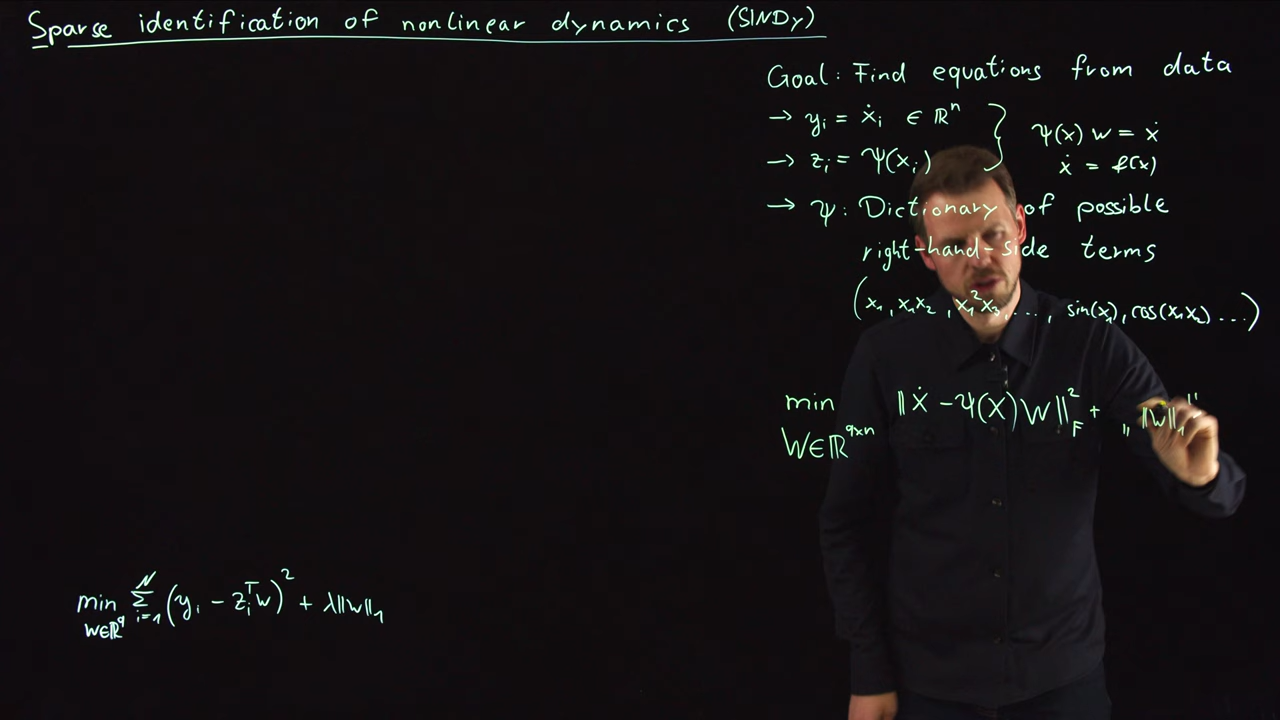 Sparse identification of nonlinear dynamics (SINDy)
Goal: Find equations from data
→ yᵢ = ẋᵢ ∈ ℝⁿ
→ zᵢ = Ψ(xᵢ)
} Ψ(x) w = ẋ
ẋ = f(x)
→ Ψ: Dictionary of possible
right-hand-side terms
(x₁, x₁x₂, x₁²x₃, ..., sin(x₁), cos(x₁x₂) ...)
min ‖Ẋ - Ψ(X)W‖²_F + "‖W‖₁"
W∈ℝ^{q×n}
min ∑_{i=1}^{N} (yᵢ - zᵢᵀw)² + λ‖w‖₁
w∈ℝ^q